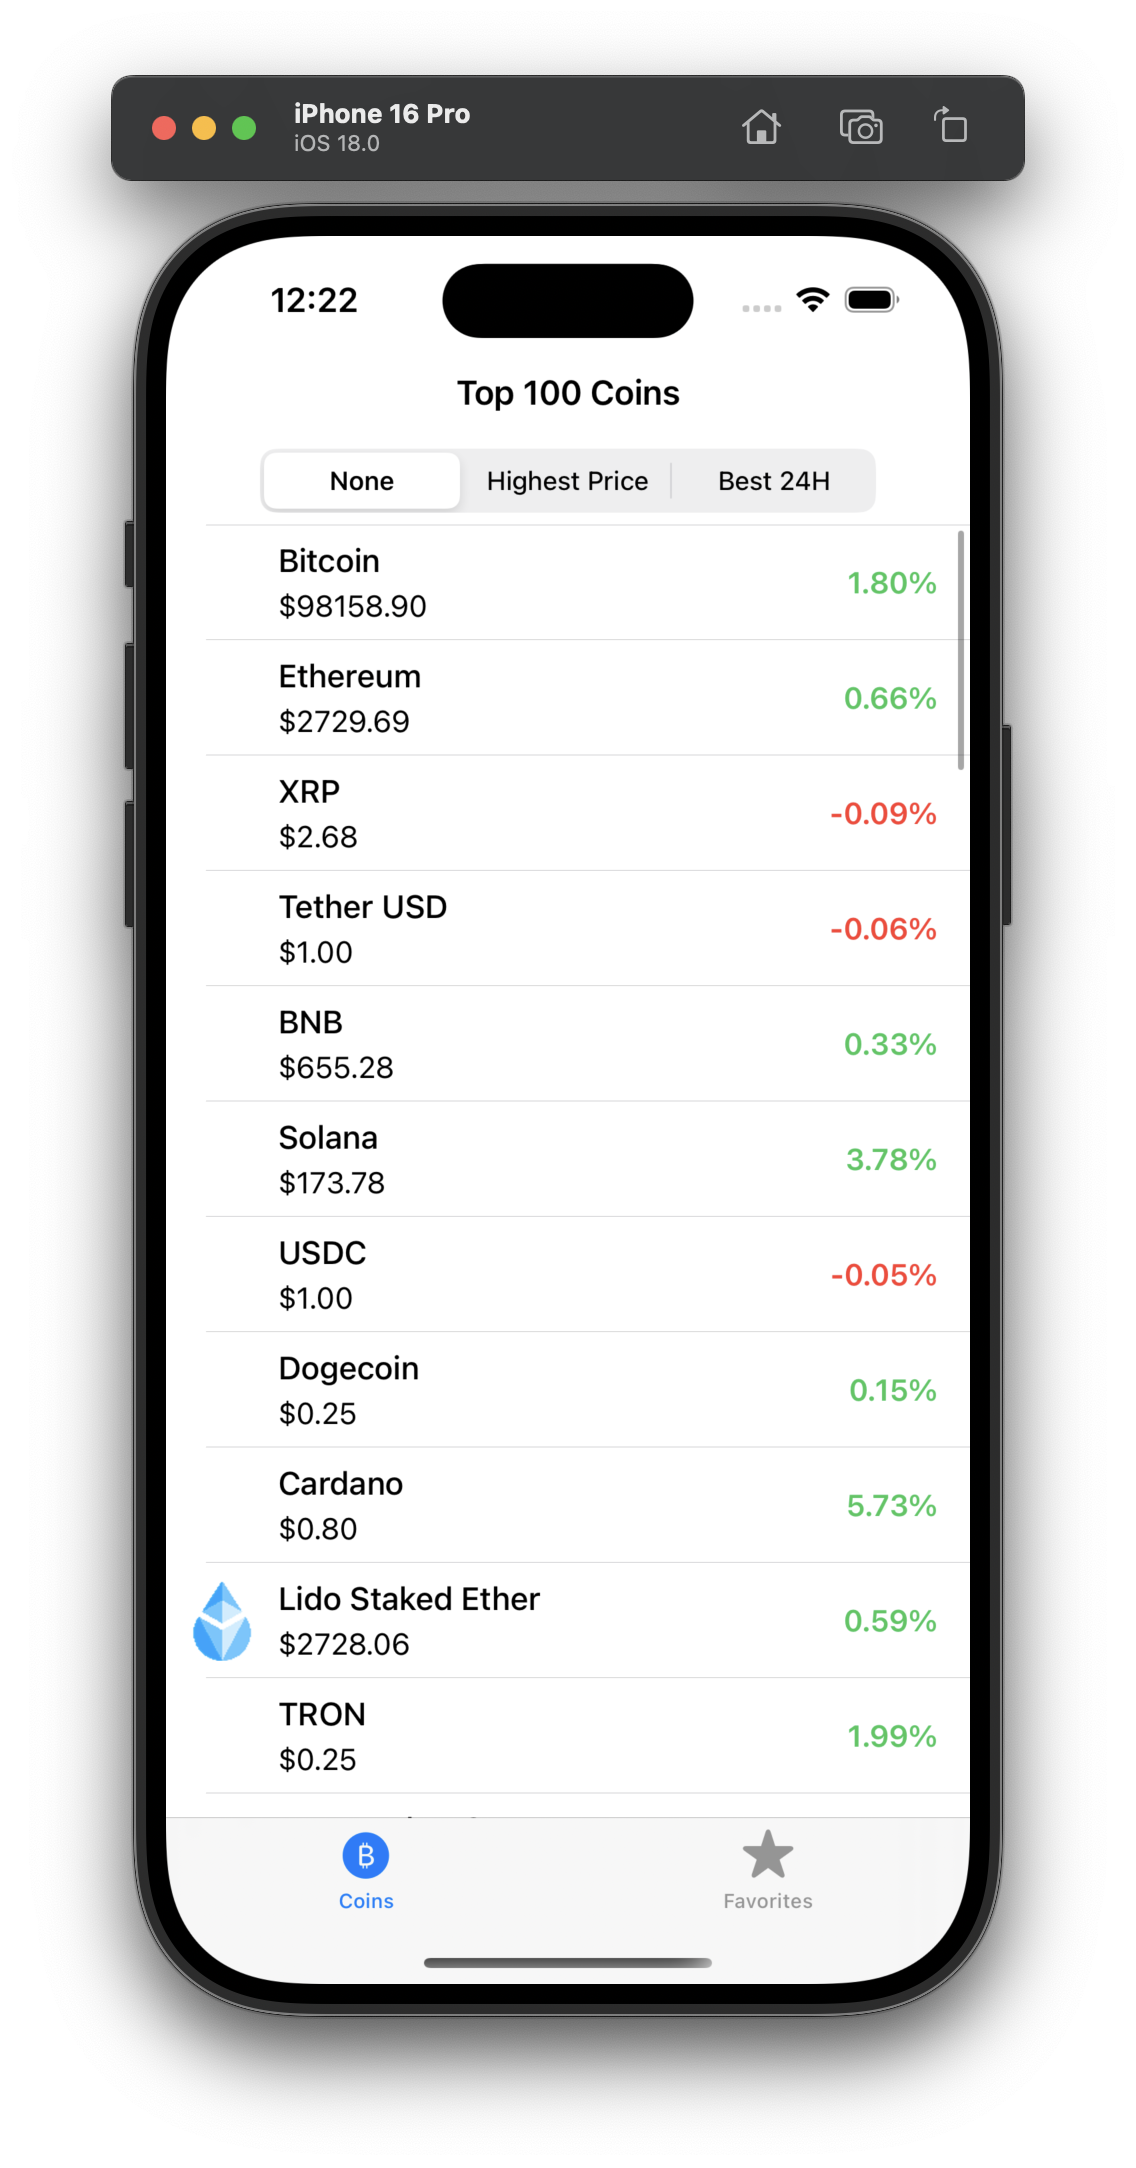 iPhone 16 Pro
iOS 18.0
12:22
Top 100 Coins
None Highest Price Best 24H
Bitcoin
$98158.90
1.80%
Ethereum
$2729.69
0.66%
XRP
$2.68
-0.09%
Tether USD
$1.00
-0.06%
BNB
$655.28
0.33%
Solana
$173.78
3.78%
USDC
$1.00
-0.05%
Dogecoin
$0.25
0.15%
Cardano
$0.80
5.73%
Lido Staked Ether
$2728.06
0.59%
TRON
$0.25
1.99%
Coins
Favorites